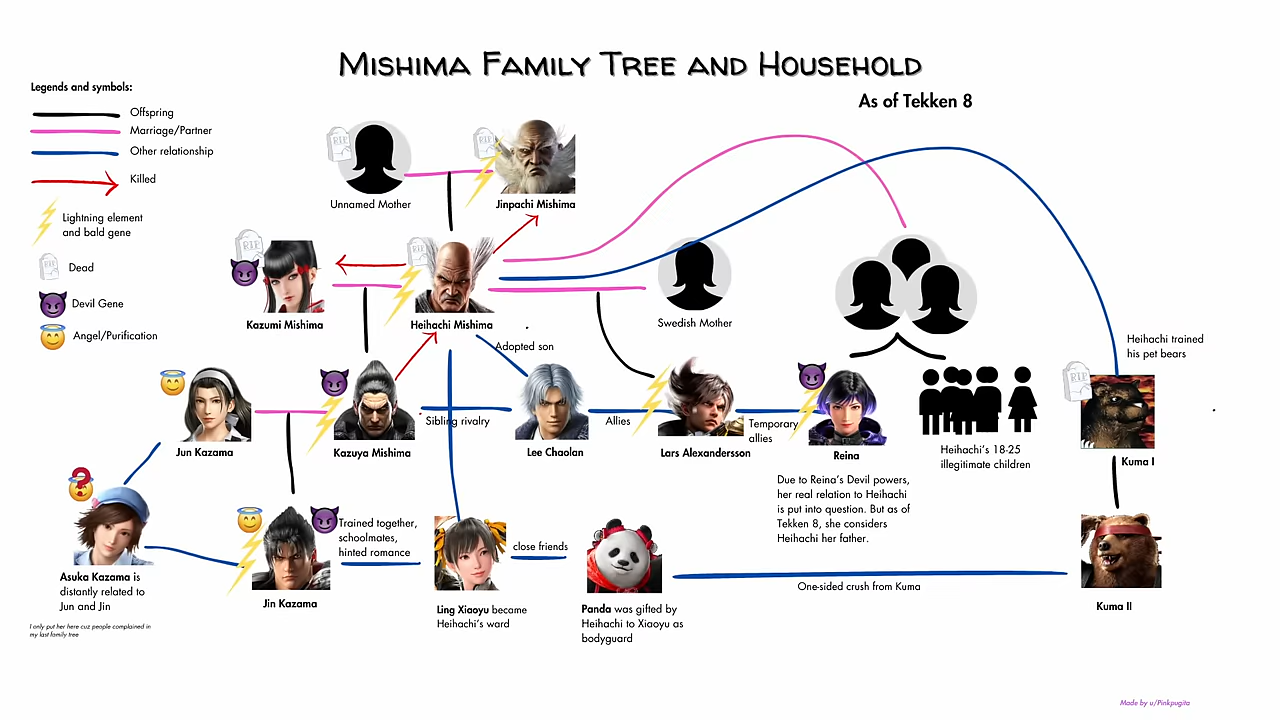 Mishima Family Tree and Household
As of Tekken 8
Legends and symbols:
Offspring
Marriage/Partner
Other relationship
Killed
Lightning element
and bald gene
RIP
Dead
Devil Gene
Angel/Purification
RIP
Unnamed Mother
RIP
Jinpachi Mishima
RIP
Kazumi Mishima
RIP
Heihachi Mishima
Swedish Mother
Adopted son
Heihachi trained
his pet bears
RIP
Jun Kazama
Kazuya Mishima
Sibling rivalry
Lee Chaolan
Allies
Lars Alexandersson
Temporary
allies
Reina
Heihachi's 18-25
illegitimate children
Kuma I
Due to Reina's Devil powers,
her real relation to Heihachi
is put into question. But as of
Tekken 8, she considers
Heihachi her father.
?
Asuka Kazama is
distantly related to
Jun and Jin
I only put her here cuz people complained in
my last family tree
Jin Kazama
Trained together,
schoolmates,
hinted romance
Ling Xiaoyu became
Heihachi's ward
close friends
Panda was gifted by
Heihachi to Xiaoyu as
bodyguard
One-sided crush from Kuma
Kuma II
Made by u/Pinkpugita